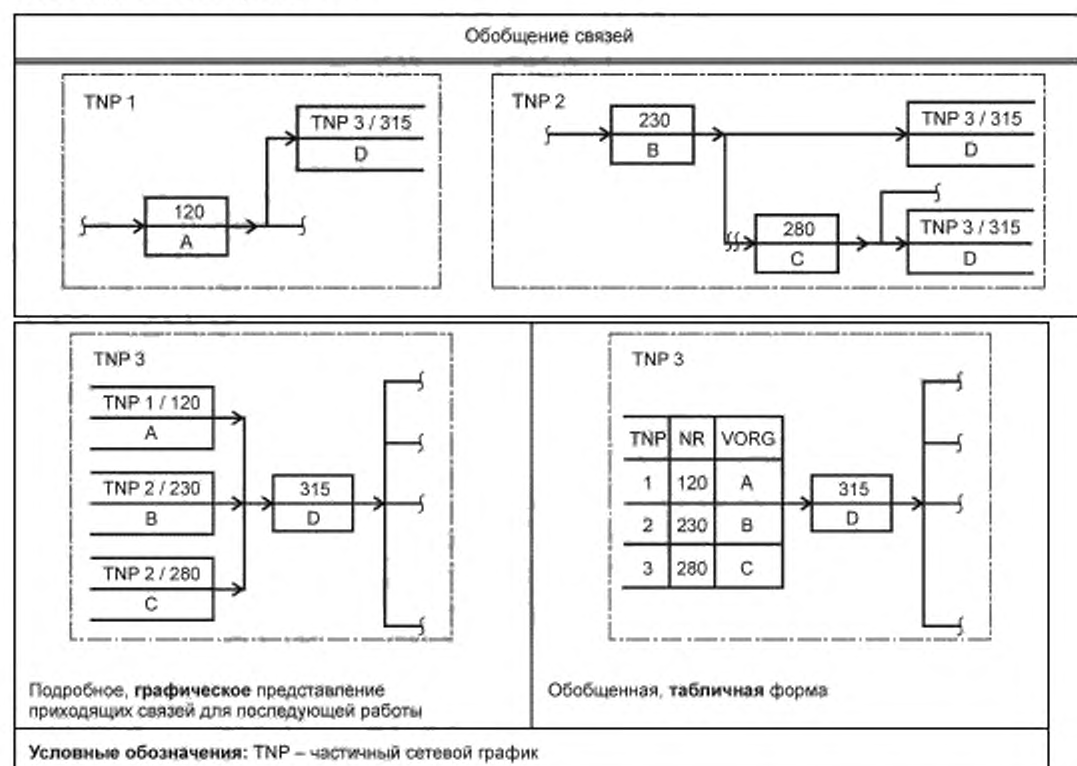 Обобщение связей
TNP 1
TNP 3 / 315
D
120
A
TNP 2
230
B
TNP 3 / 315
D
280
C
TNP 3 / 315
D
TNP 3
TNP 1 / 120
A
TNP 2 / 230
B
TNP 2 / 280
C
315
D
Подробное, графическое представление
приходящих связей для последующей работы
TNP 3
TNP NR VORG
1 120 A
2 230 B
3 280 C
315
D
Обобщенная, табличная форма
Условные обозначения: TNP – частичный сетевой график